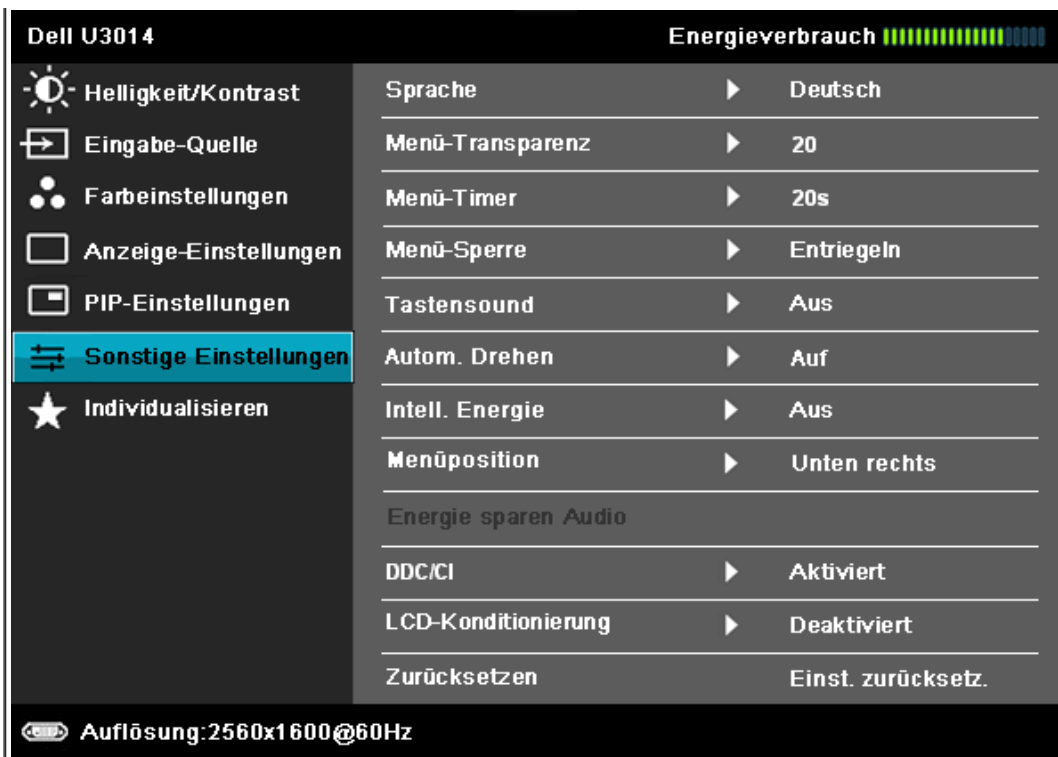 Dell U3014 Energieverbrauch
Helligkeit/Kontrast
Eingabe-Quelle
Farbeinstellungen
Anzeige-Einstellungen
PIP-Einstellungen
Sonstige Einstellungen
Individualisieren
Sprache Deutsch
Menü-Transparenz 20
Menü-Timer 20s
Menü-Sperre Entriegeln
Tastensound Aus
Autom. Drehen Auf
Intell. Energie Aus
Menüposition Unten rechts
Energie sparen Audio
DDC/CI Aktiviert
LCD-Konditionierung Deaktiviert
Zurücksetzen Einst. zurücksetz.
Auflösung:2560x1600@60Hz